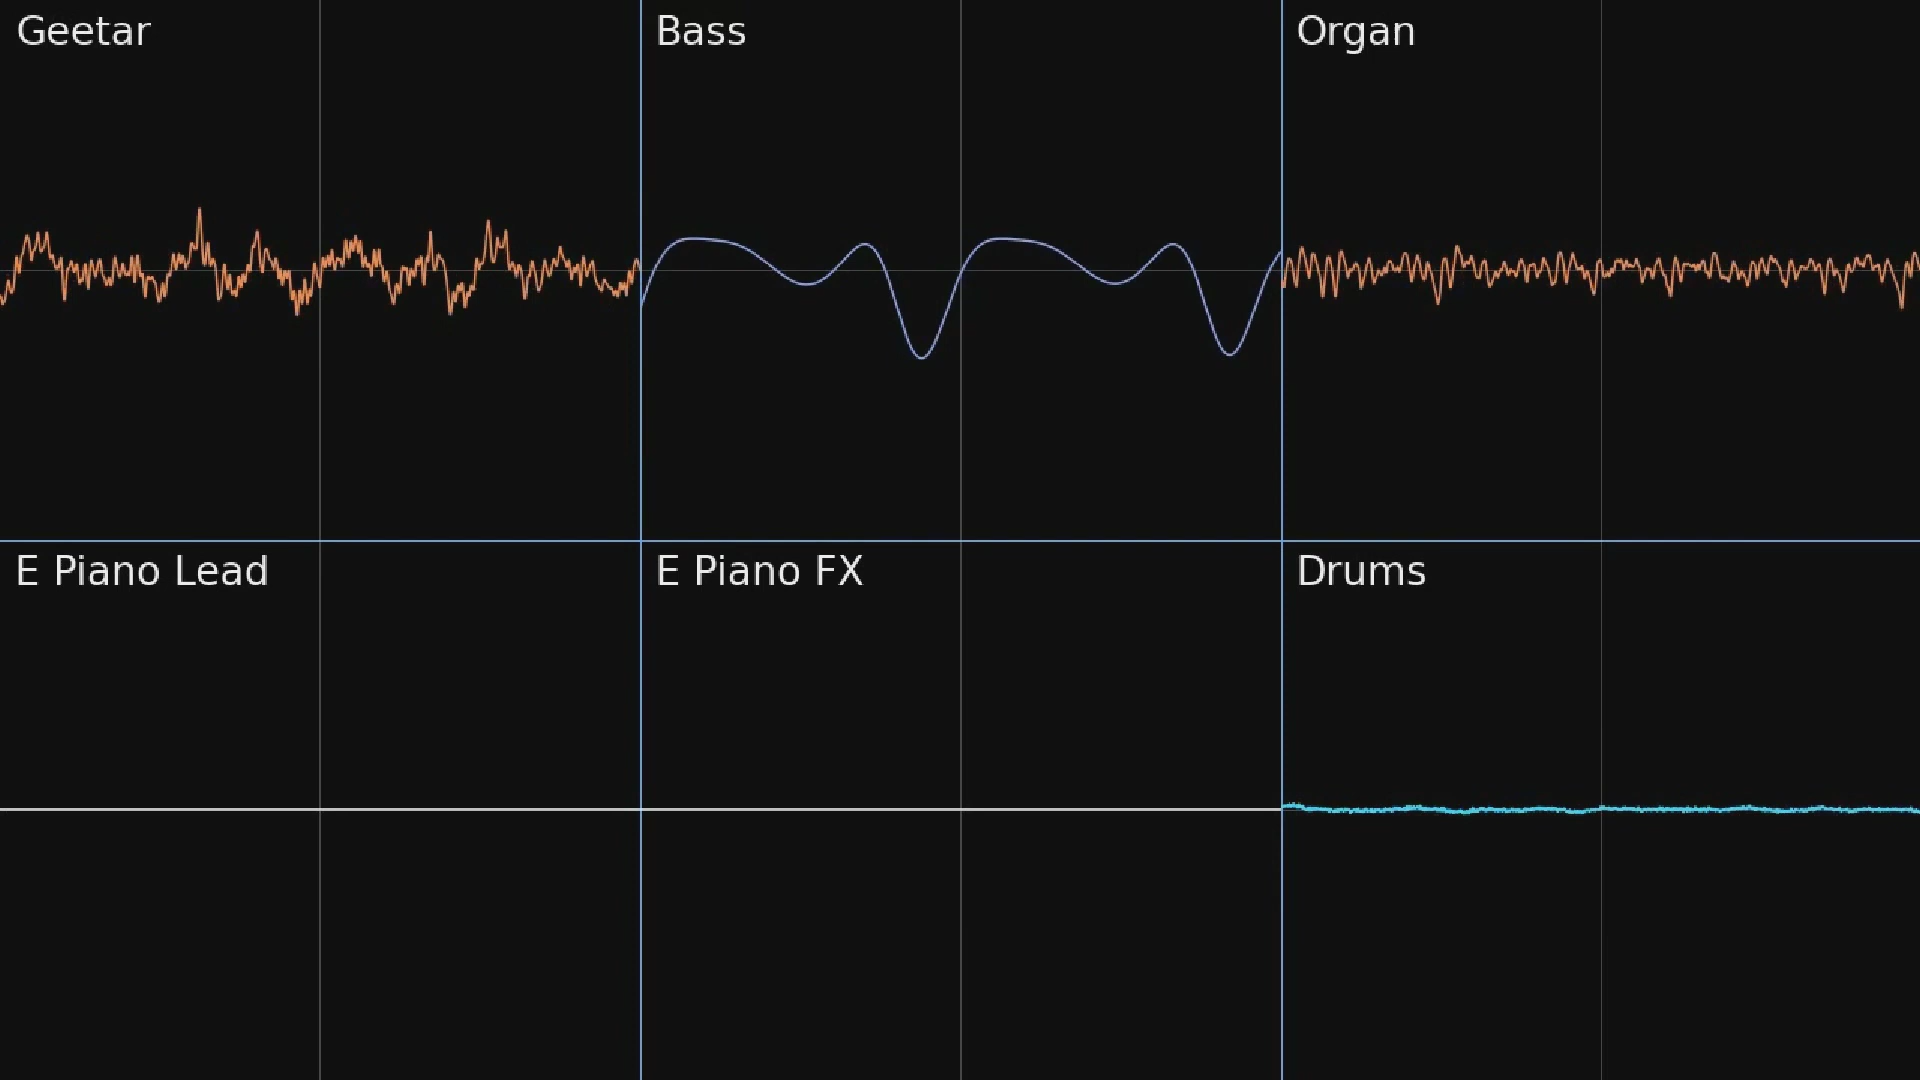 Geetar
Bass
Organ
E Piano Lead
E Piano FX
Drums